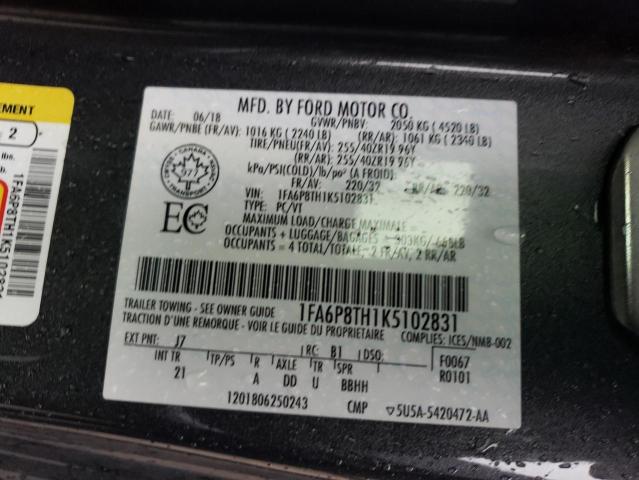 EMENT
2
lbs.
1FA6P8TH1K5102831
MFD. BY FORD MOTOR CO.
DATE: 06/18 GVWR/PNBV: 2050 KG ( 4520 LB)
GAWR/PNBE (FR/AV): 1016 KG ( 2240 LB) (RR/AR): 1061 KG ( 2340 LB)
TIRE/PNEU(FR/AV): 255/40ZR19 96Y
(RR/AR): 255/40ZR19 96Y
kPa/PSI(COLD)/lb/po² (A FROID):
FR/AV: 220/32 RR/AR: 220/32
VIN: 1FA6P8TH1K5102831
TYPE: PC/VT
CANADA
97
EC
MAXIMUM LOAD/CHARGE MAXIMALE=
OCCUPANTS + LUGGAGE/BAGAGES
OCCUPANTS = 4 TOTAL/TOTALE, 2 FR/AV, 2 RR/AR
1FA6P8TH1K5102831
TRAILER TOWING - SEE OWNER GUIDE
TRACTION D'UNE REMORQUE - VOIR LE GUIDE DU PROPRIETAIRE COMPLIES: ICES/NMB-002
EXT PNT: J7 RC: B1 DSO: F0067
INT TR TP/PS R AXLE TR SPR R0101
21 A DD U BBHH
1201806250243 CMP 5U5A-5420472-AA